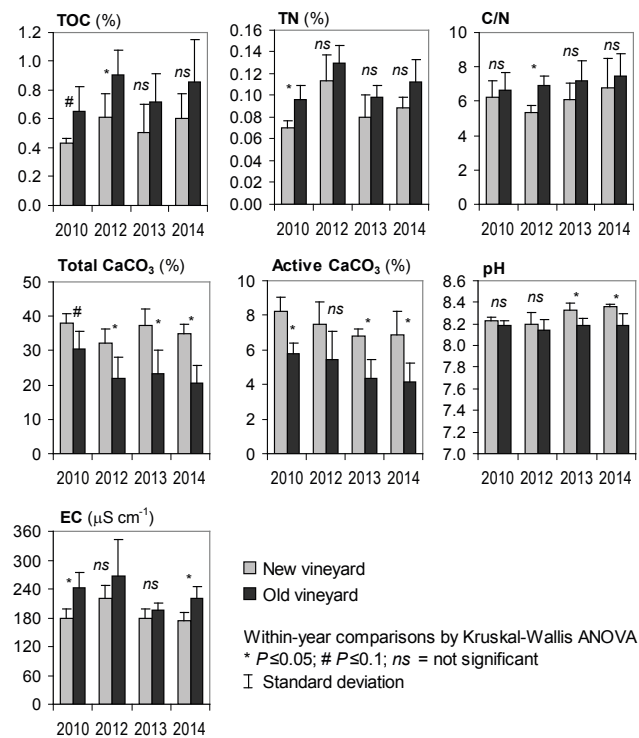 TOC (%)
1.2
1.0
0.8
0.6
0.4
0.2
0.0
#
*
ns
ns
2010 2012 2013 2014
TN (%)
0.16
0.14
0.12
0.10
0.08
0.06
0.04
0.02
0.00
*
ns
ns
ns
2010 2012 2013 2014
C/N
10
8
6
4
2
0
ns
*
ns
ns
2010 2012 2013 2014
Total CaCO₃ (%)
50
40
30
20
10
0
#
*
*
*
2010 2012 2013 2014
Active CaCO₃ (%)
10
8
6
4
2
0
*
ns
*
*
2010 2012 2013 2014
pH
8.6
8.4
8.2
8.0
7.8
7.6
7.4
7.2
7.0
ns
ns
*
*
2010 2012 2013 2014
EC (µS cm⁻¹)
360
300
240
180
120
60
0
*
ns
ns
*
2010 2012 2013 2014
New vineyard
Old vineyard
Within-year comparisons by Kruskal-Wallis ANOVA
* P≤0.05; # P≤0.1; ns = not significant
Standard deviation